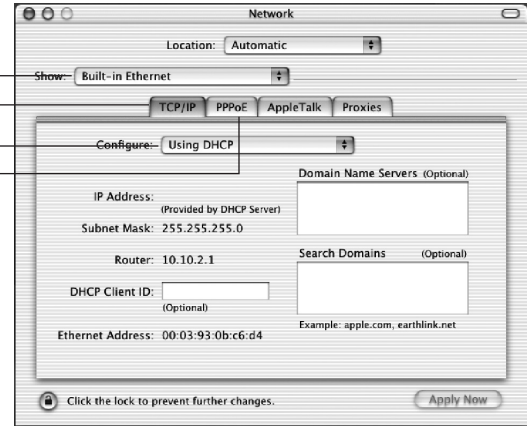 Network
Location: Automatic
Show: Built-in Ethernet
TCP/IP PPPoE AppleTalk Proxies
Configure: Using DHCP
Domain Name Servers (Optional)
IP Address:
(Provided by DHCP Server)
Subnet Mask: 255.255.255.0
Router: 10.10.2.1
Search Domains (Optional)
DHCP Client ID:
(Optional)
Example: apple.com, earthlink.net
Ethernet Address: 00:03:93:0b:c6:d4
Click the lock to prevent further changes.
Apply Now